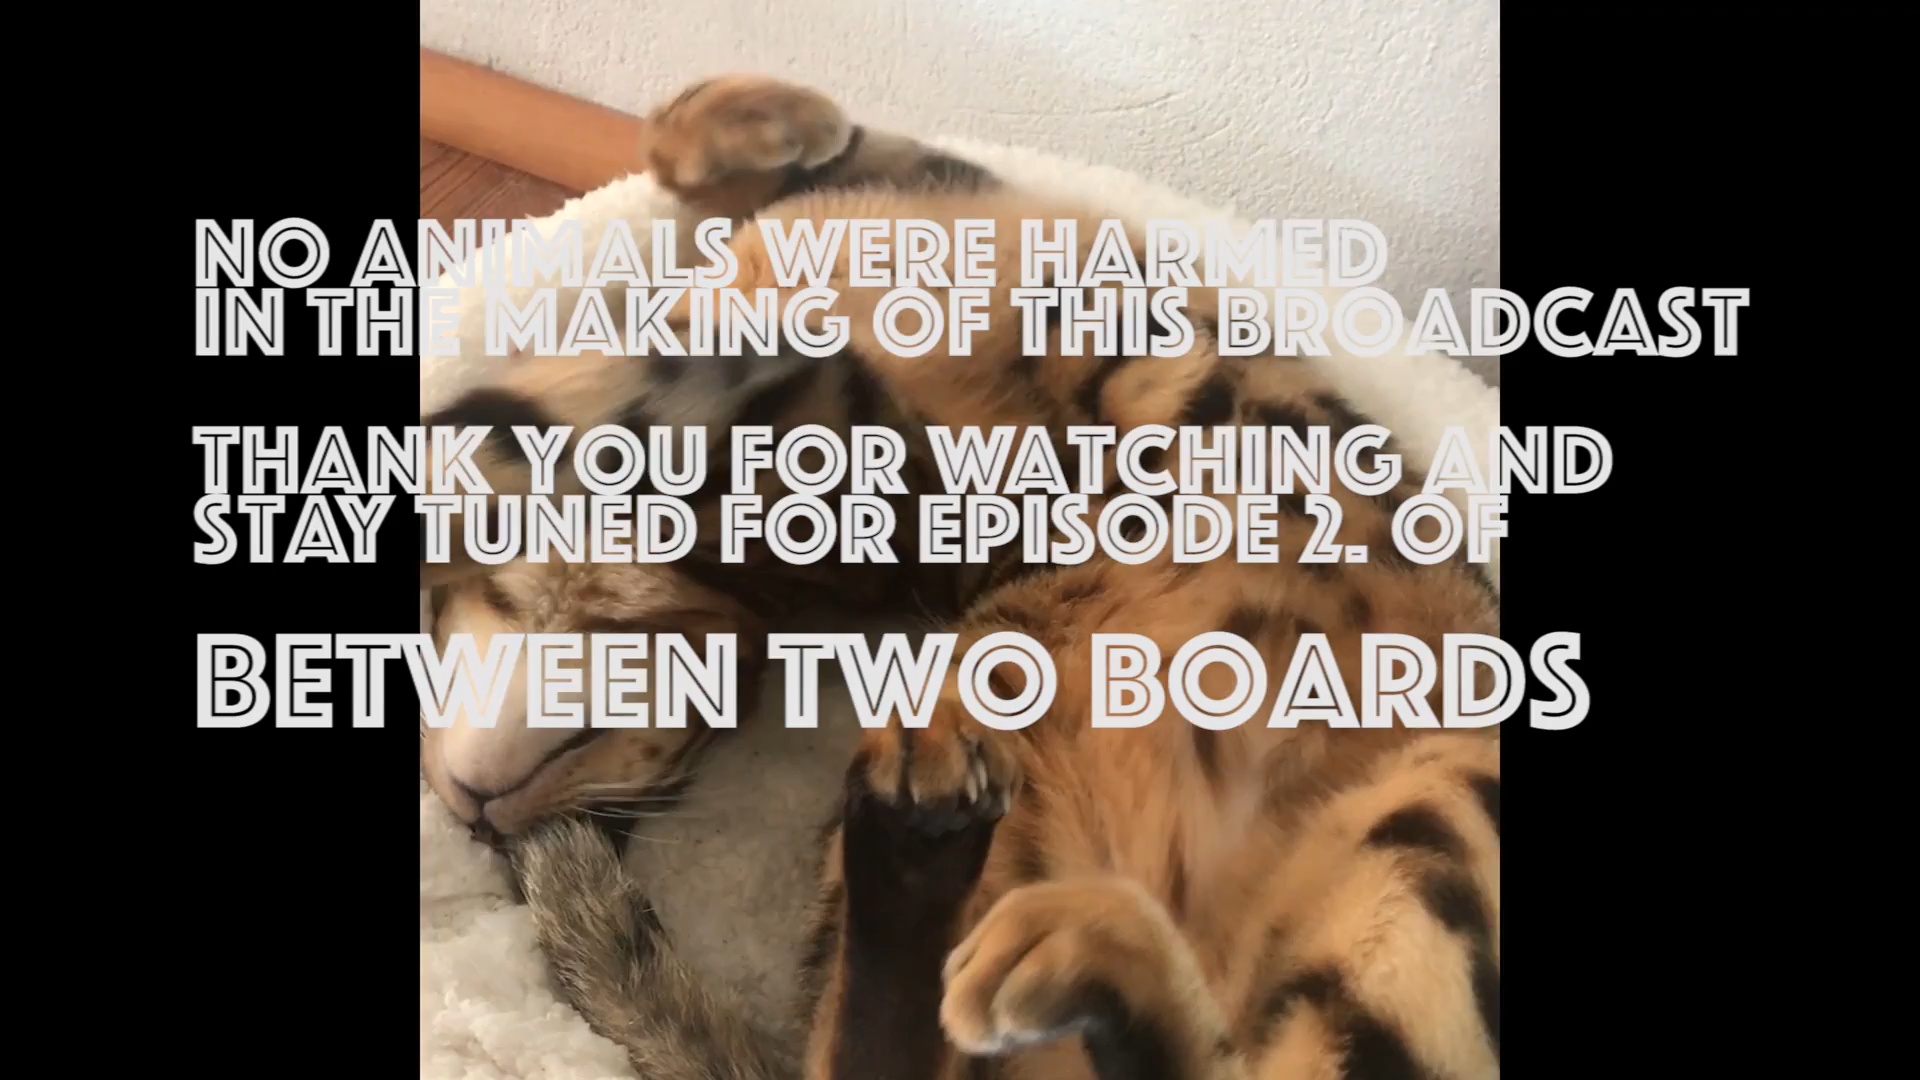 NO ANIMALS WERE HARMED
IN THE MAKING OF THIS BROADCAST
THANK YOU FOR WATCHING AND
STAY TUNED FOR EPISODE 2. OF
BETWEEN TWO BOARDS